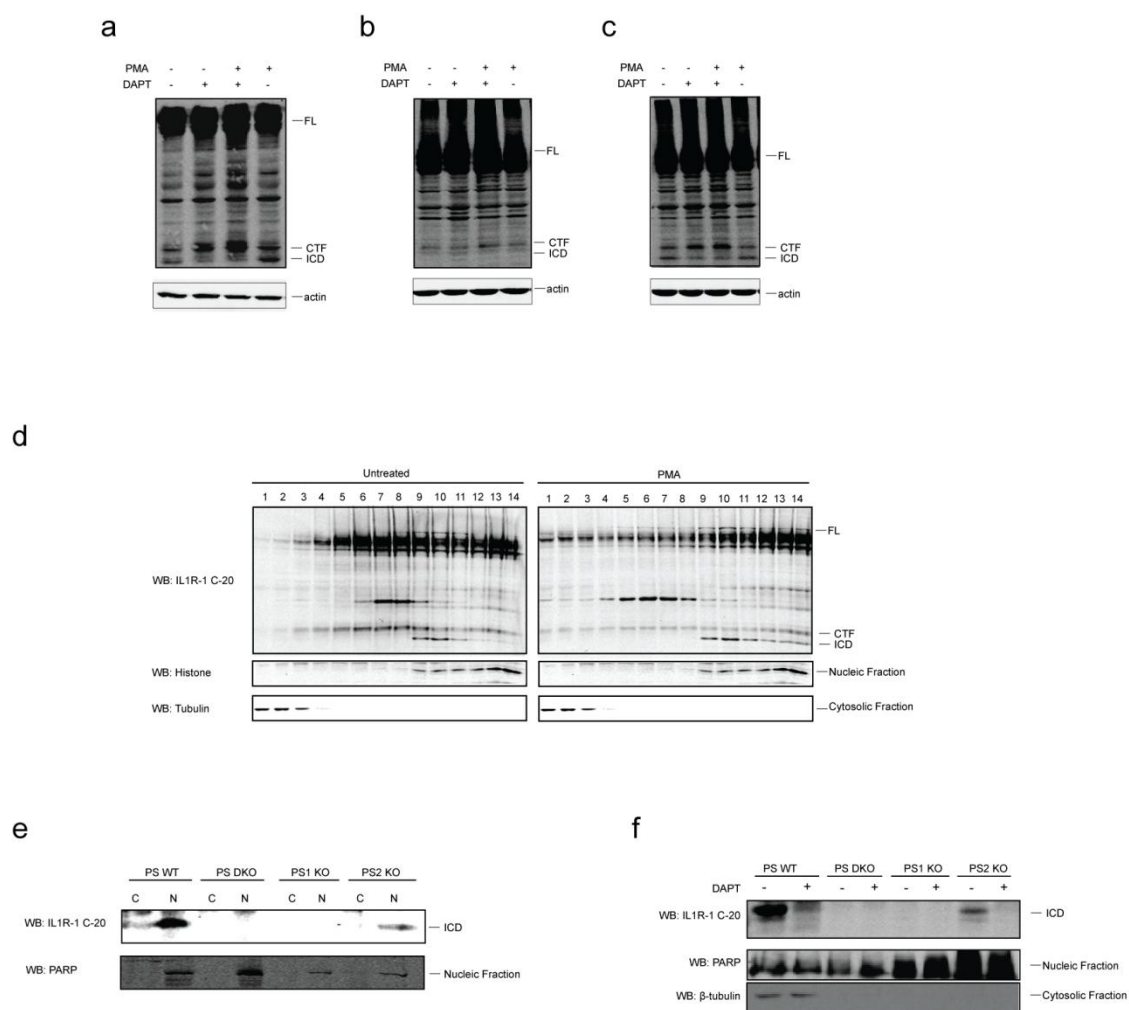 a
PMA - - + +
DAPT - + + -
FL
CTF
ICD
actin
b
PMA - - + +
DAPT - + + -
FL
CTF
ICD
actin
c
PMA - - + +
DAPT - + + -
FL
CTF
ICD
actin
d
Untreated PMA
1 2 3 4 5 6 7 8 9 10 11 12 13 14 1 2 3 4 5 6 7 8 9 10 11 12 13 14
FL
WB: IL1R-1 C-20
CTF
ICD
WB: Histone Nucleic Fraction
WB: Tubulin Cytosolic Fraction
e
PS WT PS DKO PS1 KO PS2 KO
C N C N C N C N
WB: IL1R-1 C-20 ICD
WB: PARP Nucleic Fraction
f
PS WT PS DKO PS1 KO PS2 KO
DAPT - + - + - + - +
WB: IL1R-1 C-20 ICD
WB: PARP Nucleic Fraction
WB: β-tubulin Cytosolic Fraction